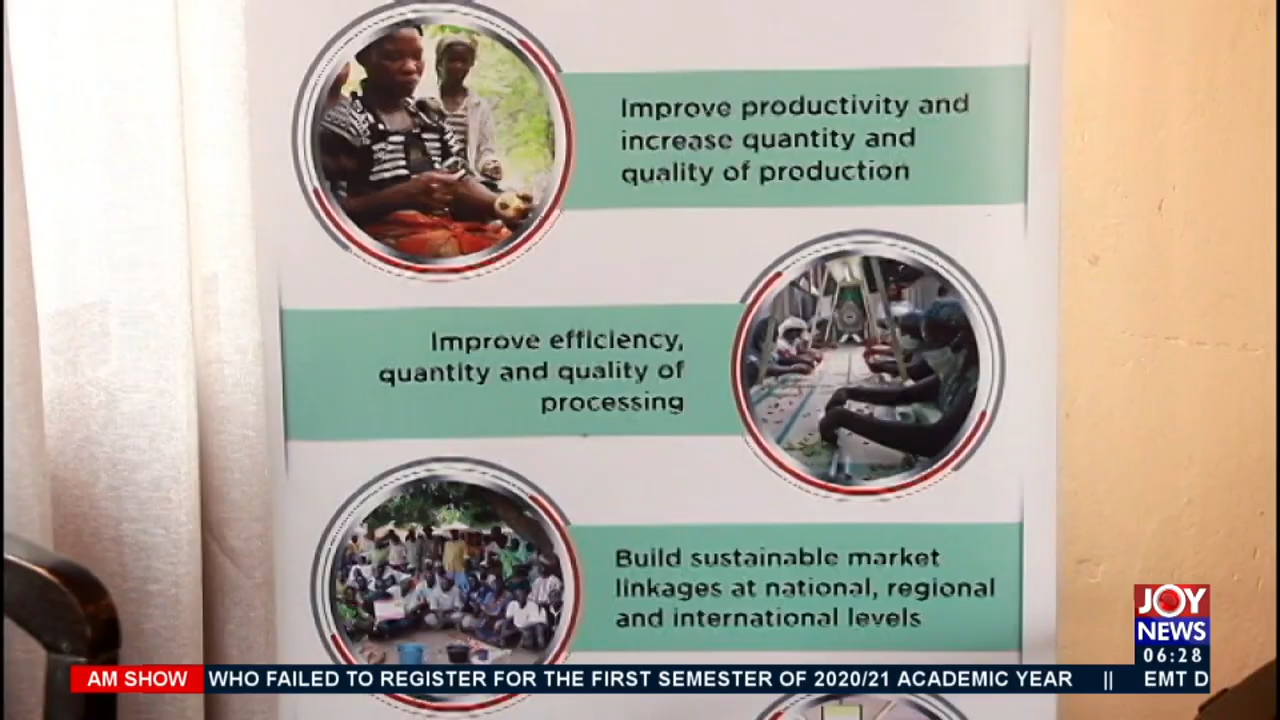 Improve productivity and
increase quantity and
quality of production
Improve efficiency,
quantity and quality of
processing
Build sustainable market
linkages at national, regional
and international levels
JOY
NEWS
06:28
AM SHOW WHO FAILED TO REGISTER FOR THE FIRST SEMESTER OF 2020/21 ACADEMIC YEAR || EMT D